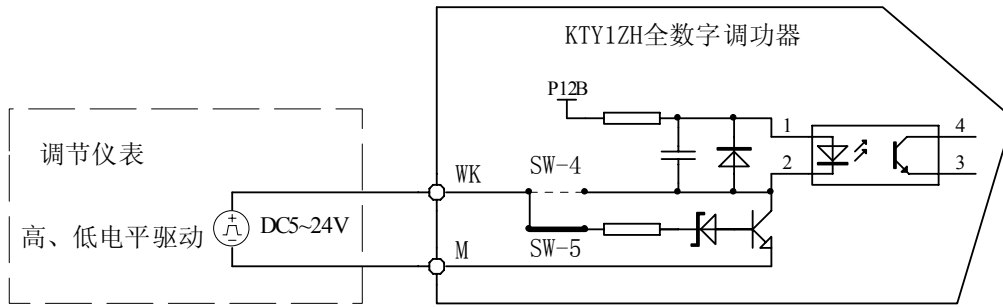 KTY1ZH全数字调功器
P12B
1
4
2
3
调节仪表
WK
SW-4
高、低电平驱动
DC5~24V
M
SW-5